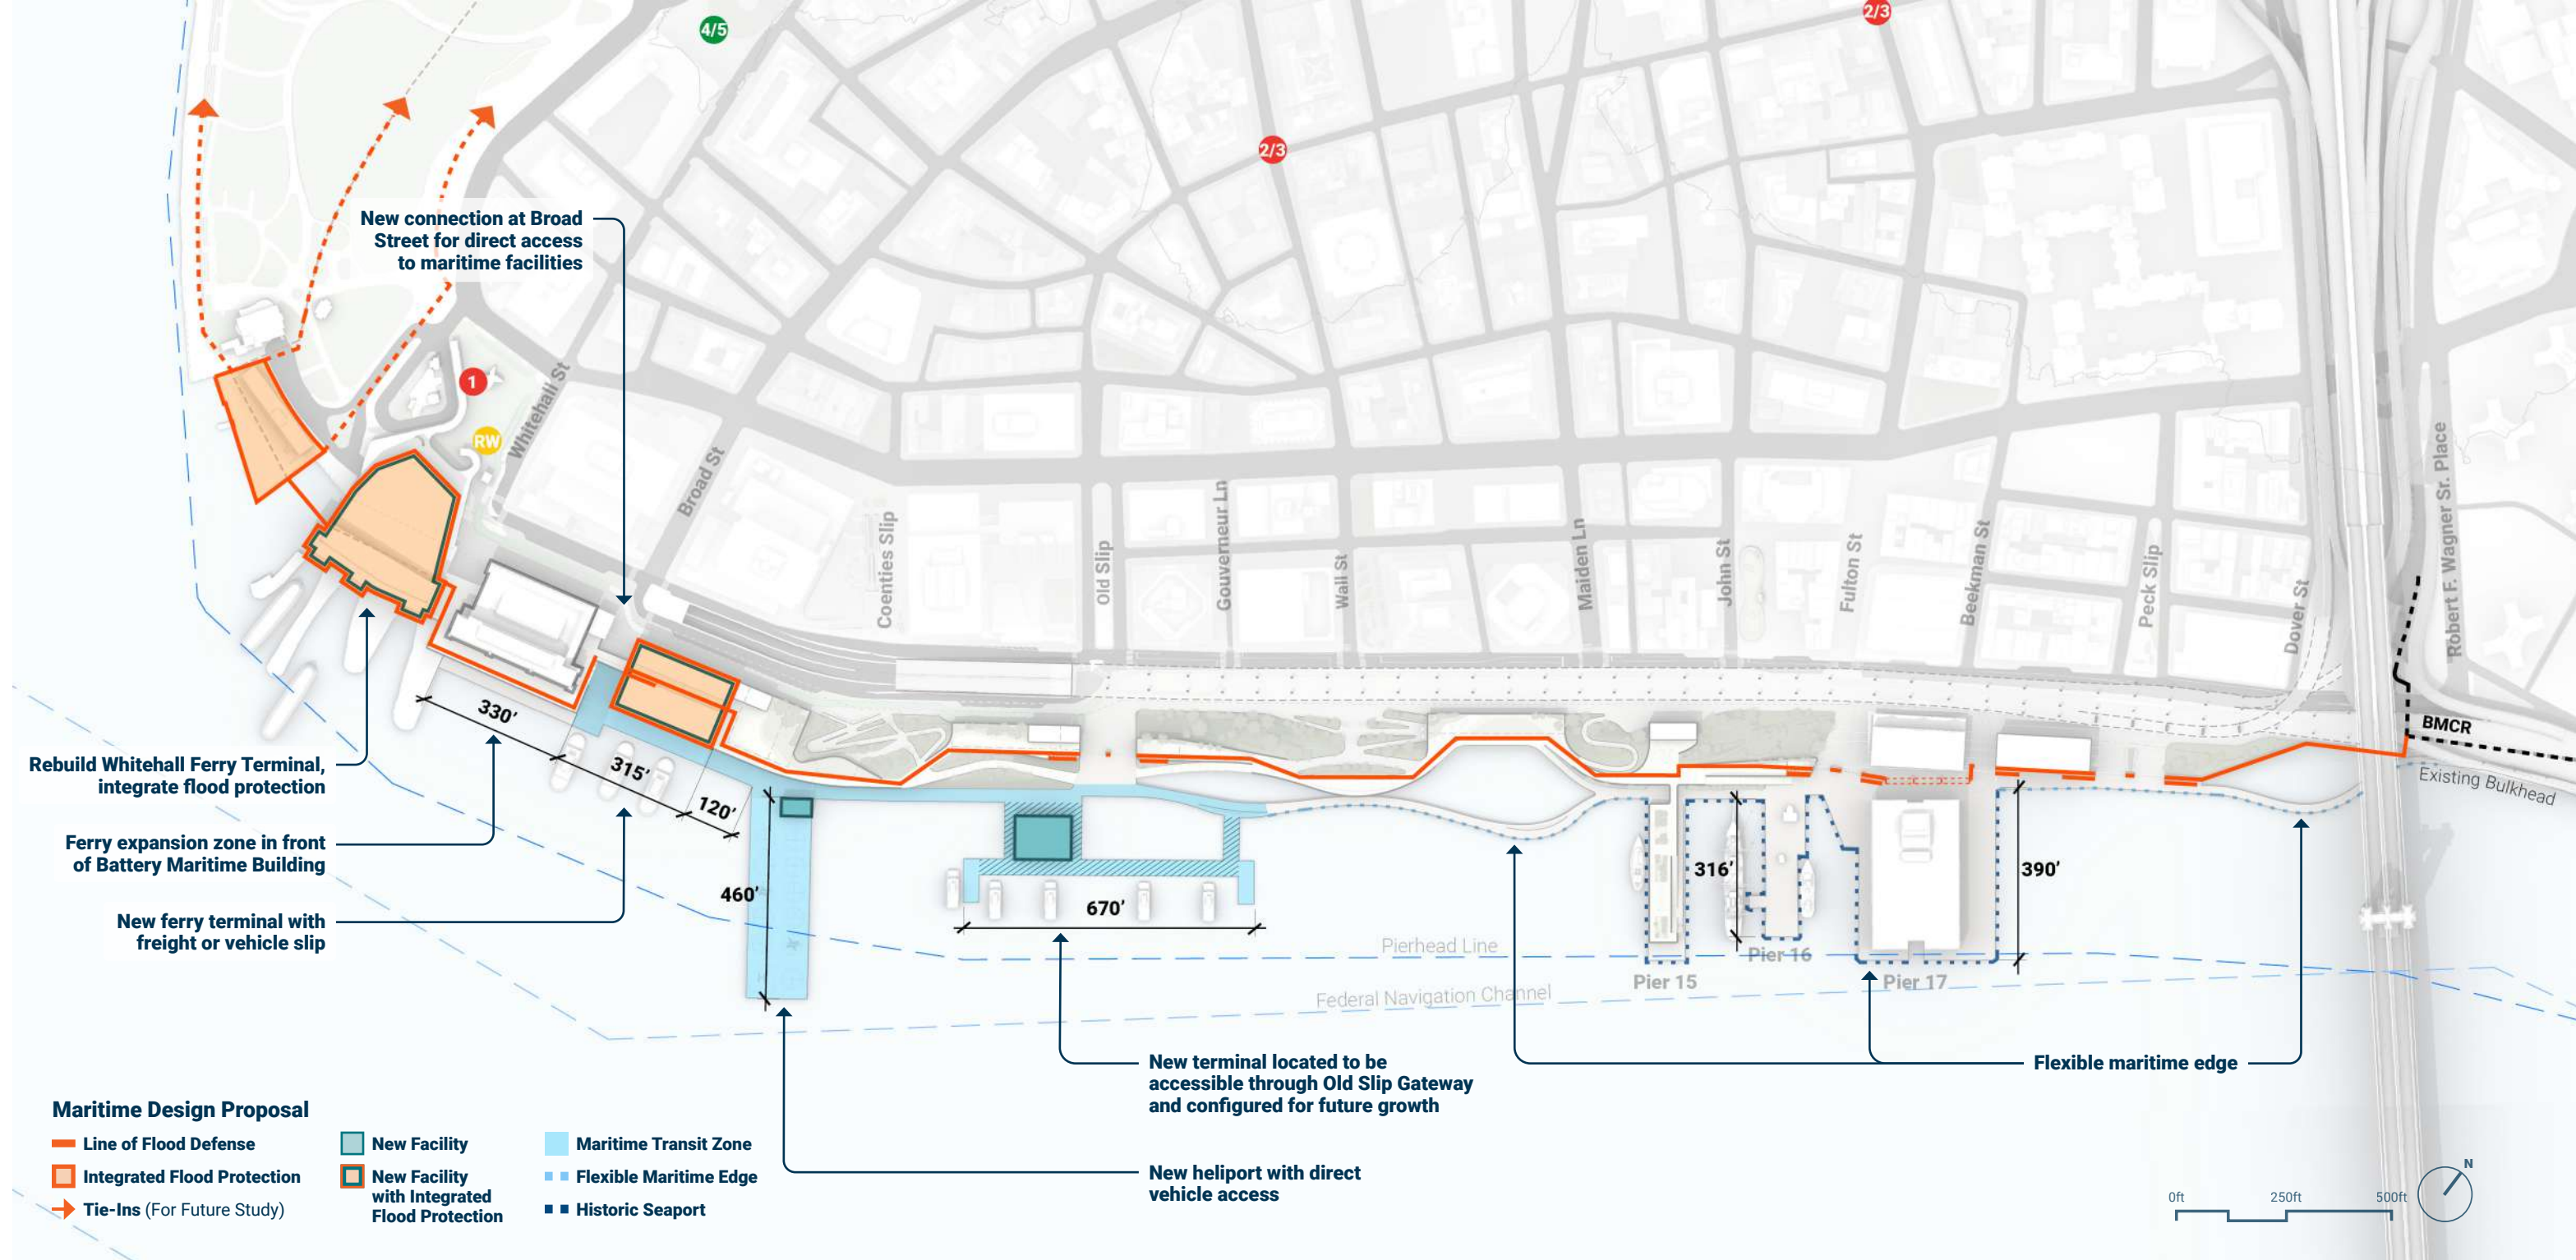 4/5
2/3
2/3
New connection at Broad
Street for direct access
to maritime facilities
1
RW
Whitehall St
Broad St
Coenties Slip
Old Slip
Gouverneur Ln
Wall St
Maiden Ln
John St
Fulton St
Beekman St
Peck Slip
Dover St
Robert F. Wagner Sr. Place
BMCR
Existing Bulkhead
330’
315’
120’
460’
670’
316’
390’
Rebuild Whitehall Ferry Terminal,
integrate flood protection
Ferry expansion zone in front
of Battery Maritime Building
New ferry terminal with
freight or vehicle slip
Pierhead Line
Federal Navigation Channel
Pier 15
Pier 16
Pier 17
New terminal located to be
accessible through Old Slip Gateway
and configured for future growth
Flexible maritime edge
New heliport with direct
vehicle access
Maritime Design Proposal
Line of Flood Defense
Integrated Flood Protection
Tie-Ins (For Future Study)
New Facility
New Facility
with Integrated
Flood Protection
Maritime Transit Zone
Flexible Maritime Edge
Historic Seaport
0ft
250ft
500ft
N